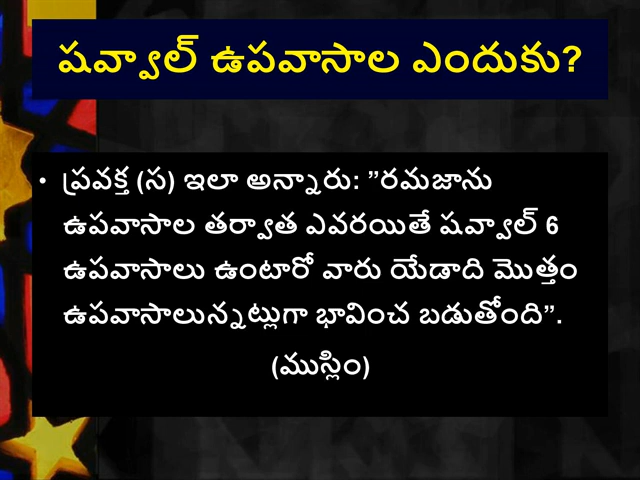 షవ్వాల్ ఉపవాసాల ఎందుకు?
• ప్రవక్త (స) ఇలా అన్నారు: ”రమజాను
ఉపవాసాల తర్వాత ఎవరయితే షవ్వాల్ 6
ఉపవాసాలు ఉంటారో వారు యేడాది మొత్తం
ఉపవాసాలున్నట్లుగా భావించ బడుతోంది”.
(ముస్లిం)